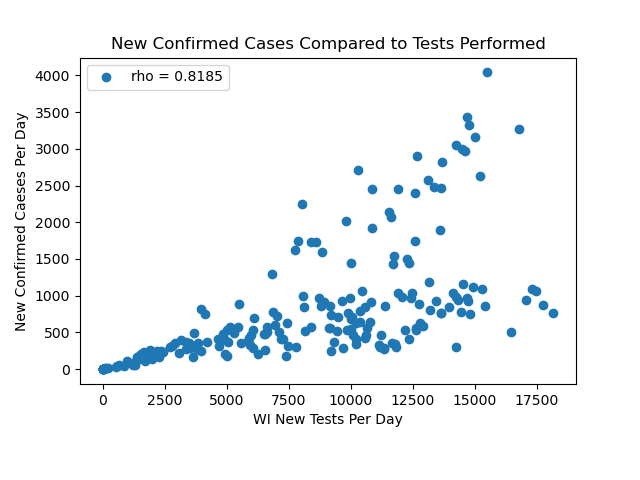 New Confirmed Cases Compared to Tests Performed
rho = 0.8185
4000
3500
3000
2500
2000
1500
1000
500
0
New Confirmed Caeses Per Day
0 2500 5000 7500 10000 12500 15000 17500
WI New Tests Per Day